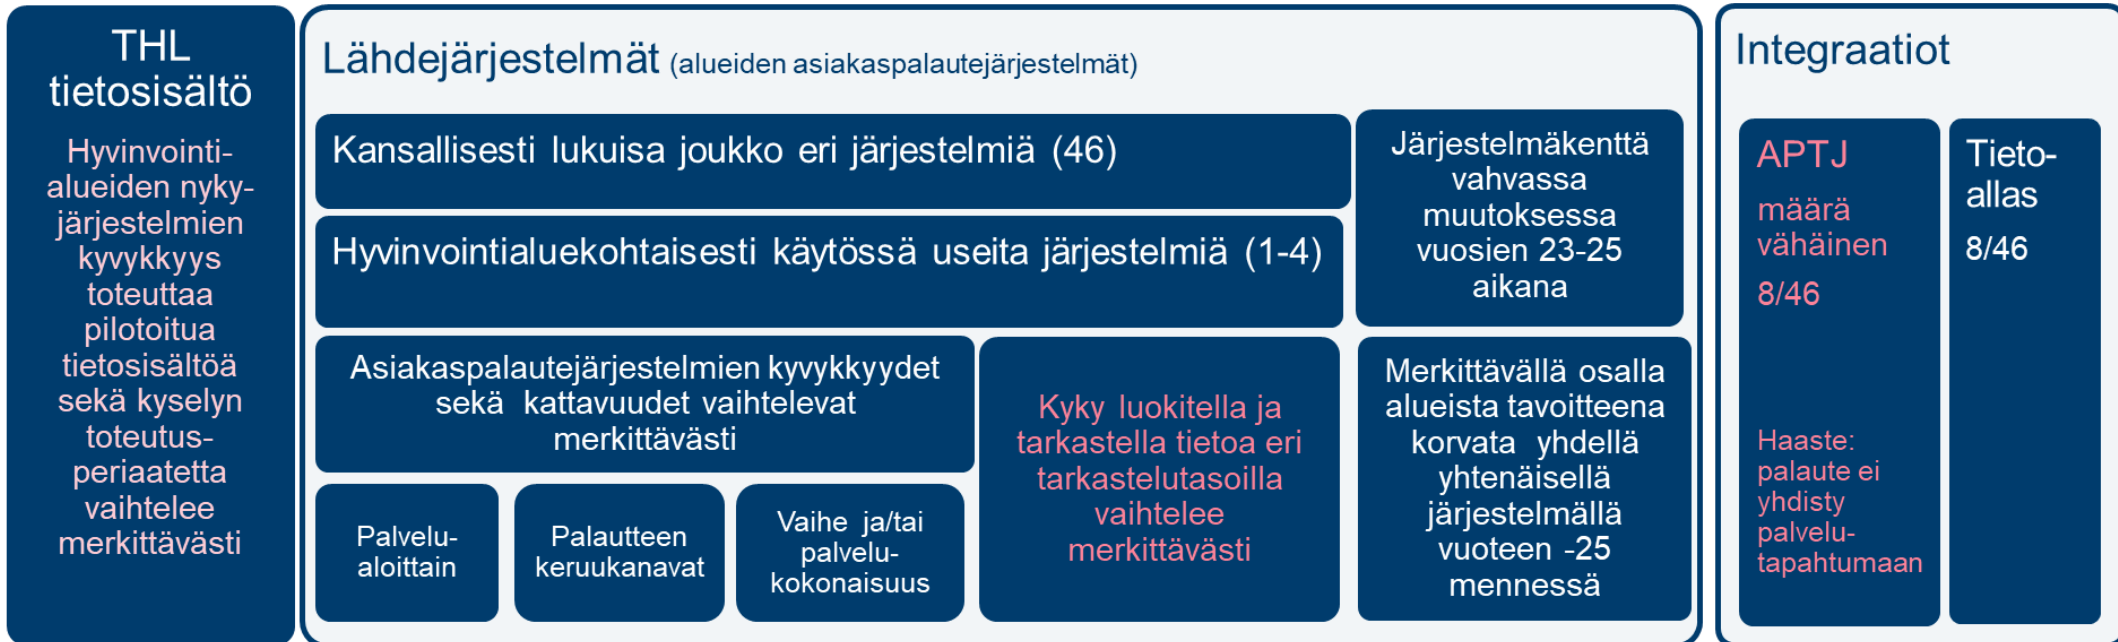 THL
tietosisältö
Hyvinvointi-
alueiden nyky-
järjestelmien
kyvykkyys
toteuttaa
pilotoitua
tietosisältöä
sekä kyselyn
toteutus-
periaatetta
vaihtelee
merkittävästi
Lähdejärjestelmät (alueiden asiakaspalautejärjestelmät)
Kansallisesti lukuisa joukko eri järjestelmiä (46)
Hyvinvointialuekohtaisesti käytössä useita järjestelmiä (1-4)
Järjestelmäkenttä
vahvassa
muutoksessa
vuosien 23-25
aikana
Asiakaspalautejärjestelmien kyvykkyydet
sekä kattavuudet vaihtelevat
merkittävästi
Palvelu-
aloittain
Palautteen
keruukanavat
Vaihe ja/tai
palvelu-
kokonaisuus
Kyky luokitella ja
tarkastella tietoa eri
tarkastelutasoilla
vaihtelee
merkittävästi
Merkittävällä osalla
alueista tavoitteena
korvata yhdellä
yhtenäisellä
järjestelmällä
vuoteen -25
mennessä
Integraatiot
APTJ
määrä
vähäinen
8/46
Haaste:
palaute ei
yhdisty
palvelu-
tapahtumaan
Tieto-
allas
8/46